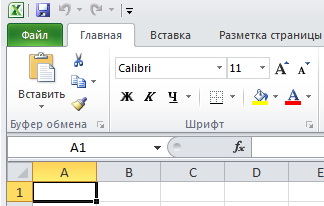 Файл Главная Вставка Разметка страницы
Calibri 11 A A
Вставить Ж К Ч A
Буфер обмена Шрифт
A1 fx
A B C D E
1